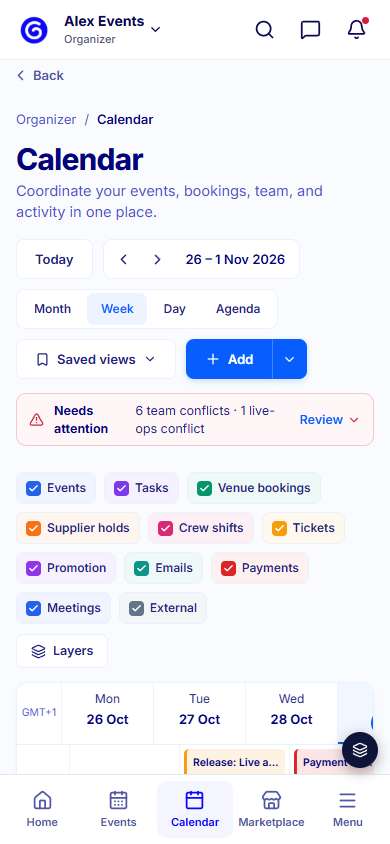 Alex Events
Organizer
Back
Organizer / Calendar
Calendar
Coordinate your events, bookings, team, and
activity in one place.
Today
26 – 1 Nov 2026
Month Week Day Agenda
Saved views
Add
Needs
attention
6 team conflicts · 1 live-
ops conflict
Review
Events Tasks Venue bookings
Supplier holds Crew shifts Tickets
Promotion Emails Payments
Meetings External
Layers
GMT+1
Mon Tue Wed
26 Oct 27 Oct 28 Oct
Release: Live a... Payment
Home Events Calendar Marketplace Menu